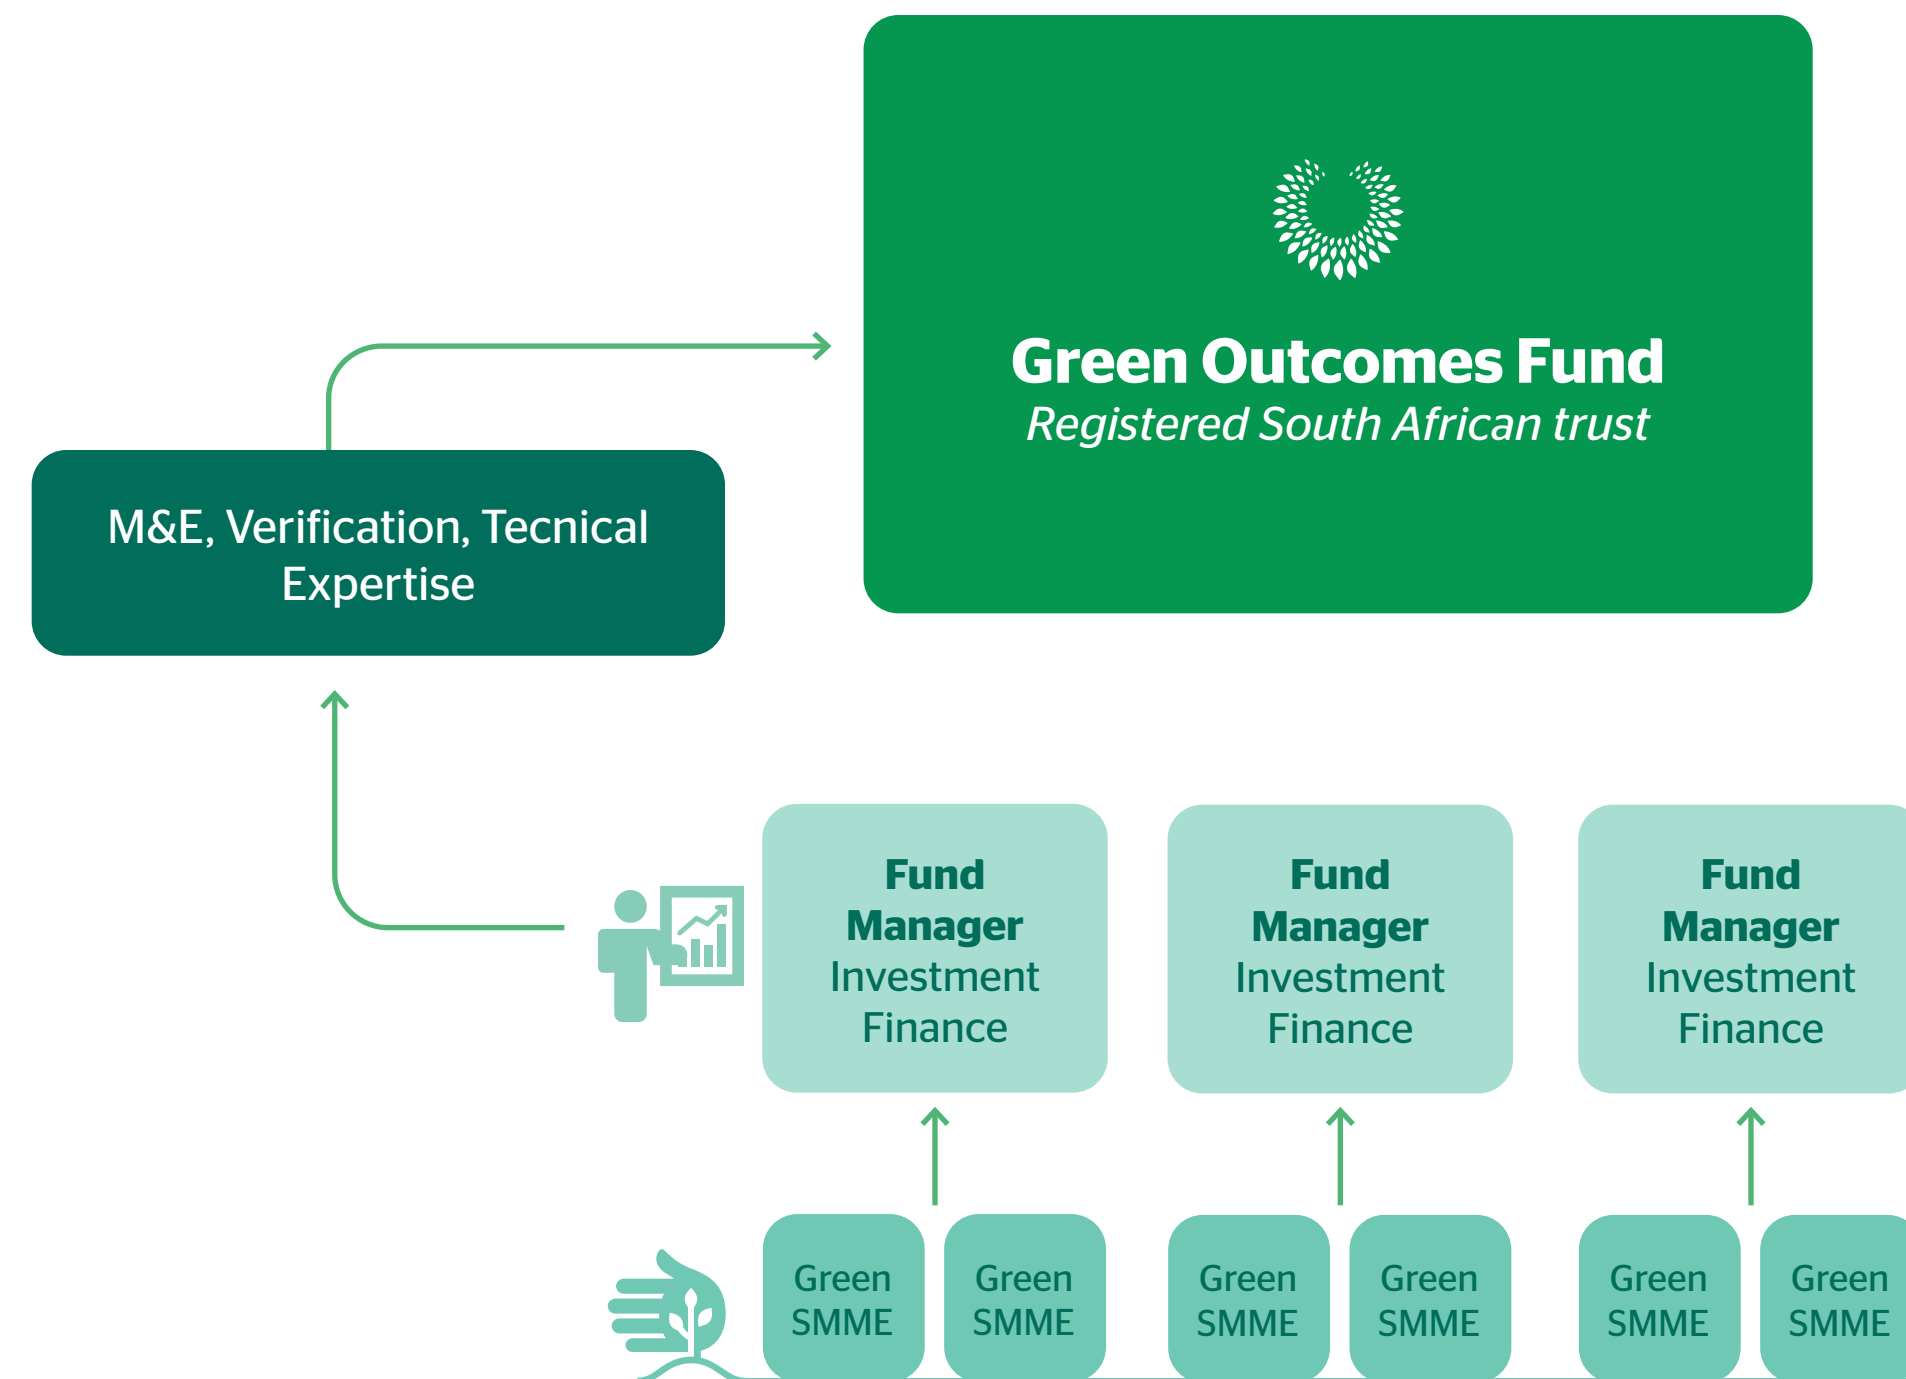 Green Outcomes Fund
Registered South African trust
M&E, Verification, Tecnical
Expertise
Fund
Manager
Investment
Finance
Fund
Manager
Investment
Finance
Fund
Manager
Investment
Finance
Green
SMME
Green
SMME
Green
SMME
Green
SMME
Green
SMME
Green
SMME